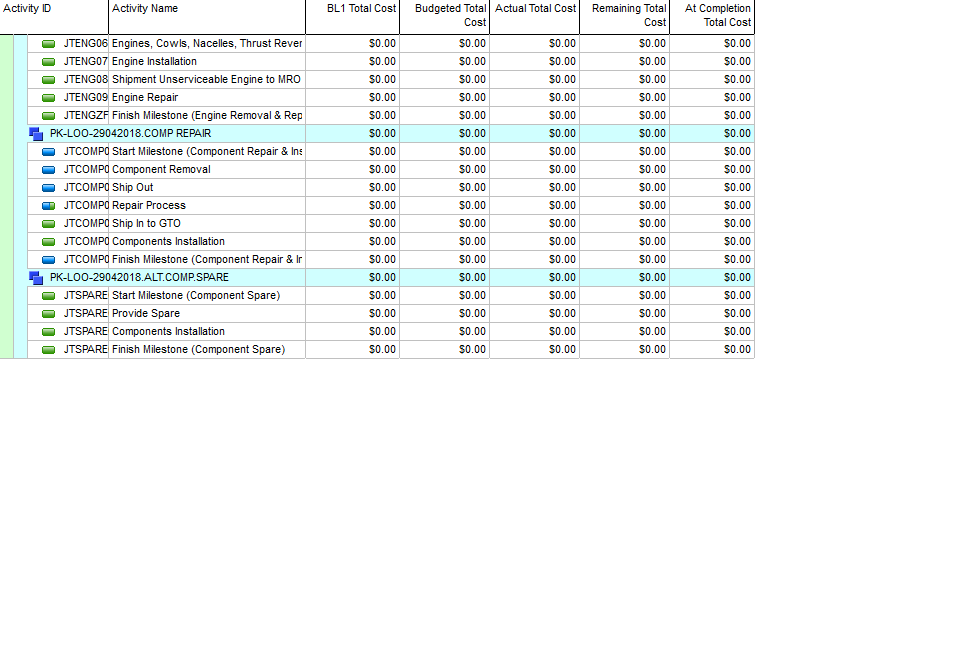 Activity ID Activity Name BL1 Total Cost Budgeted Total Cost Actual Total Cost Remaining Total Cost At Completion Total Cost
JTENG06 Engines, Cowls, Nacelles, Thrust Rever $0.00 $0.00 $0.00 $0.00 $0.00
JTENG07 Engine Installation $0.00 $0.00 $0.00 $0.00 $0.00
JTENG08 Shipment Unserviceable Engine to MRO $0.00 $0.00 $0.00 $0.00 $0.00
JTENG09 Engine Repair $0.00 $0.00 $0.00 $0.00 $0.00
JTENGZF Finish Milestone (Engine Removal & Rep $0.00 $0.00 $0.00 $0.00 $0.00
PK-LOO-29042018.COMP REPAIR $0.00 $0.00 $0.00 $0.00 $0.00
JTCOMP0 Start Milestone (Component Repair & Ins $0.00 $0.00 $0.00 $0.00 $0.00
JTCOMP0 Component Removal $0.00 $0.00 $0.00 $0.00 $0.00
JTCOMP0 Ship Out $0.00 $0.00 $0.00 $0.00 $0.00
JTCOMP0 Repair Process $0.00 $0.00 $0.00 $0.00 $0.00
JTCOMP0 Ship In to GTO $0.00 $0.00 $0.00 $0.00 $0.00
JTCOMP0 Components Installation $0.00 $0.00 $0.00 $0.00 $0.00
JTCOMP0 Finish Milestone (Component Repair & Ir $0.00 $0.00 $0.00 $0.00 $0.00
PK-LOO-29042018.ALT.COMP.SPARE $0.00 $0.00 $0.00 $0.00 $0.00
JTSPARE Start Milestone (Component Spare) $0.00 $0.00 $0.00 $0.00 $0.00
JTSPARE Provide Spare $0.00 $0.00 $0.00 $0.00 $0.00
JTSPARE Components Installation $0.00 $0.00 $0.00 $0.00 $0.00
JTSPARE Finish Milestone (Component Spare) $0.00 $0.00 $0.00 $0.00 $0.00